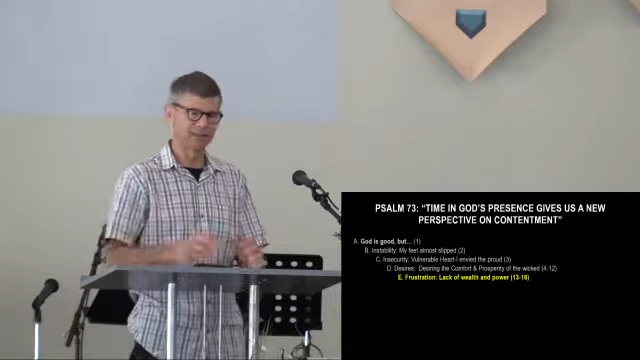 PSALM 73: “TIME IN GOD’S PRESENCE GIVES US A NEW
PERSPECTIVE ON CONTENTMENT”
A. God is good, but... (1)
B. Instability: My feet almost slipped (2)
C. Insecurity: Vulnerable Heart-I envied the proud (3)
D. Desires: Desiring the Comfort & Prosperity of the wicked (4-12)
E. Frustration: Lack of wealth and power (13-16)